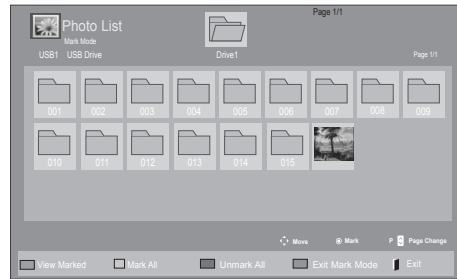 Page 1/1
Photo List
Mark Mode
USB1 USB Drive
Drive1
Page 1/1
001 002 003 004 005 006 007 008 009
010 011 012 013 014 015
Move Mark P Page Change
View Marked Mark All Unmark All Exit Mark Mode Exit